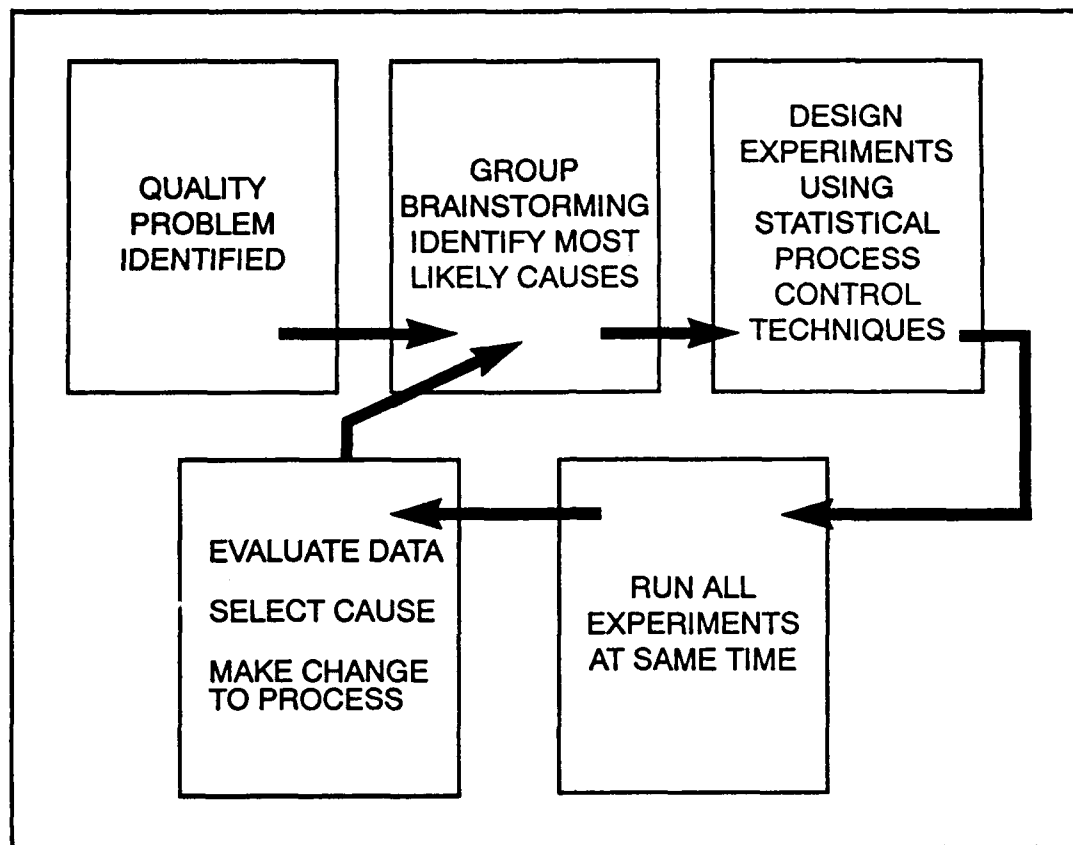 QUALITY
PROBLEM
IDENTIFIED
GROUP
BRAINSTORMING
IDENTIFY MOST
LIKELY CAUSES
DESIGN
EXPERIMENTS
USING
STATISTICAL
PROCESS
CONTROL
TECHNIQUES
EVALUATE DATA
SELECT CAUSE
MAKE CHANGE
TO PROCESS
RUN ALL
EXPERIMENTS
AT SAME TIME